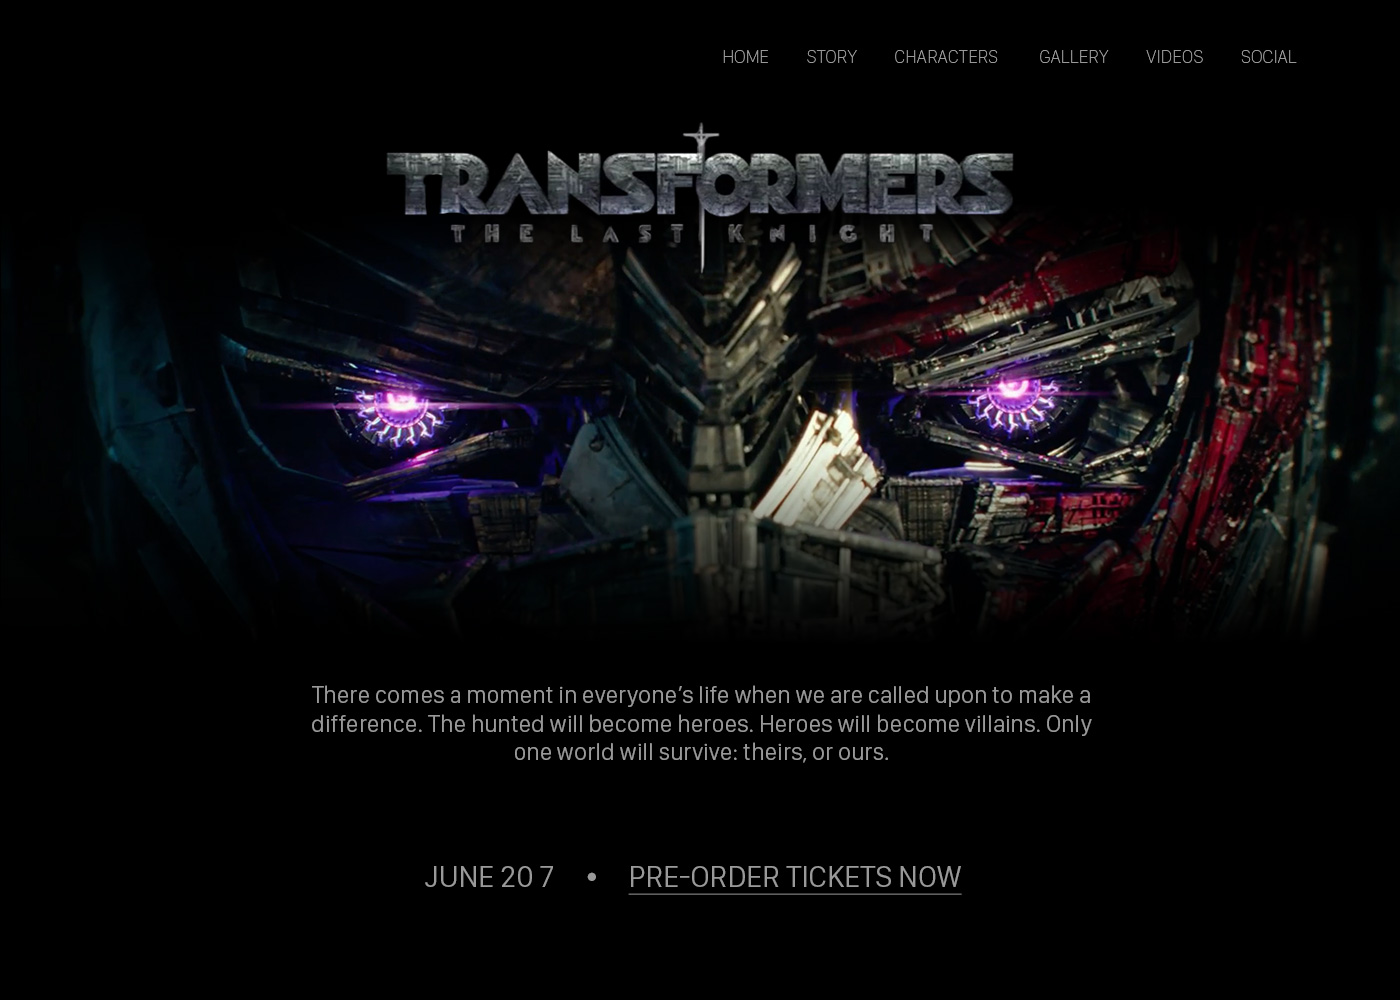 HOME STORY CHARACTERS GALLERY VIDEOS SOCIAL
TRANSFORMERS
THE LAST KNIGHT
There comes a moment in everyone’s life when we are called upon to make a
difference. The hunted will become heroes. Heroes will become villains. Only
one world will survive: theirs, or ours.
JUNE 20 7 • PRE-ORDER TICKETS NOW